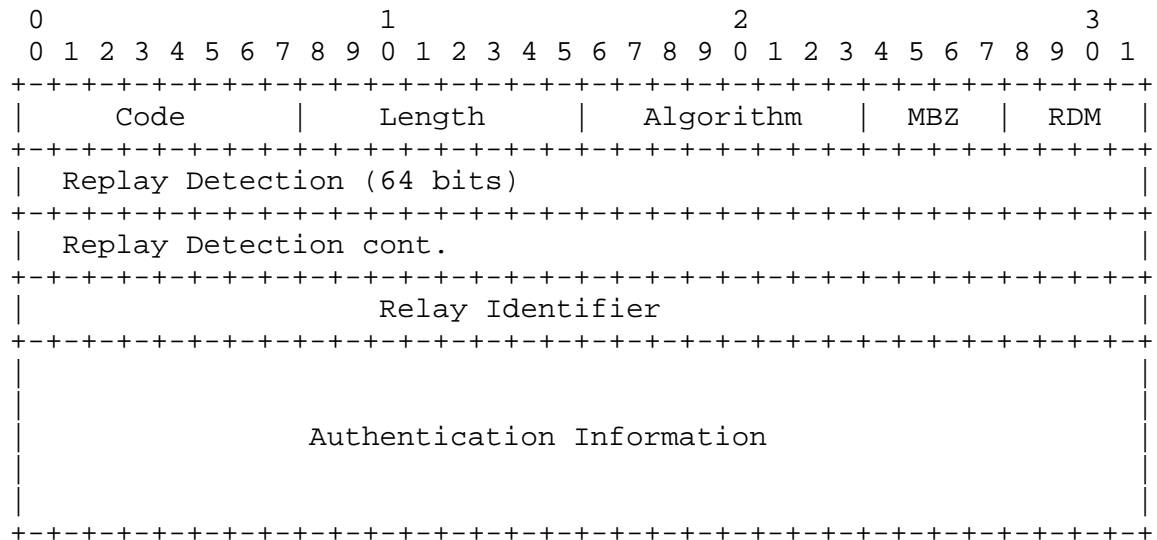 0                   1                   2                   3
 0 1 2 3 4 5 6 7 8 9 0 1 2 3 4 5 6 7 8 9 0 1 2 3 4 5 6 7 8 9 0 1
+-+-+-+-+-+-+-+-+-+-+-+-+-+-+-+-+-+-+-+-+-+-+-+-+-+-+-+-+-+-+-+-+
|     Code      |    Length     |   Algorithm   |  MBZ  |  RDM  |
+-+-+-+-+-+-+-+-+-+-+-+-+-+-+-+-+-+-+-+-+-+-+-+-+-+-+-+-+-+-+-+-+
|  Replay Detection (64 bits)                                   |
+-+-+-+-+-+-+-+-+-+-+-+-+-+-+-+-+-+-+-+-+-+-+-+-+-+-+-+-+-+-+-+-+
|  Replay Detection cont.                                       |
+-+-+-+-+-+-+-+-+-+-+-+-+-+-+-+-+-+-+-+-+-+-+-+-+-+-+-+-+-+-+-+-+
|                    Relay Identifier                           |
+-+-+-+-+-+-+-+-+-+-+-+-+-+-+-+-+-+-+-+-+-+-+-+-+-+-+-+-+-+-+-+-+
|                                                               |
|                                                               |
|                Authentication Information                     |
|                                                               |
|                                                               |
+-+-+-+-+-+-+-+-+-+-+-+-+-+-+-+-+-+-+-+-+-+-+-+-+-+-+-+-+-+-+-+-+